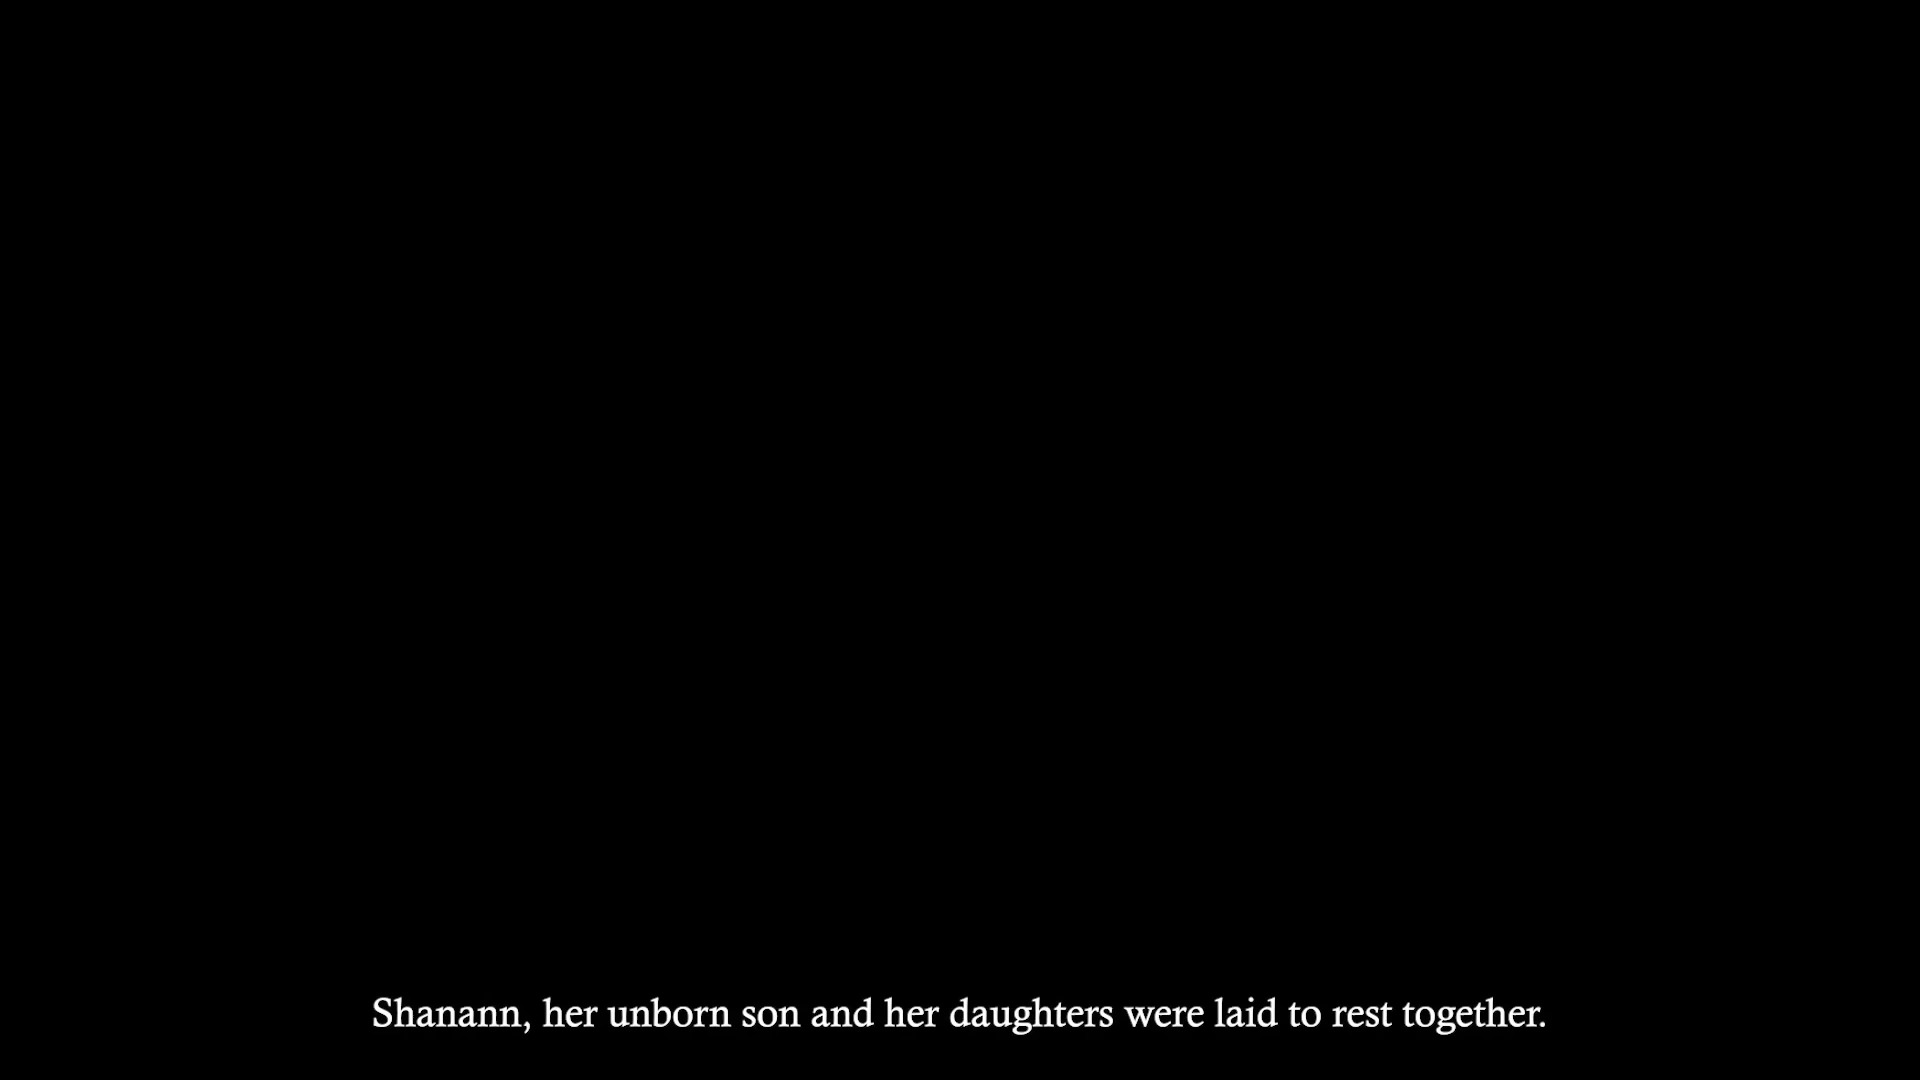 Shanann, her unborn son and her daughters were laid to rest together.